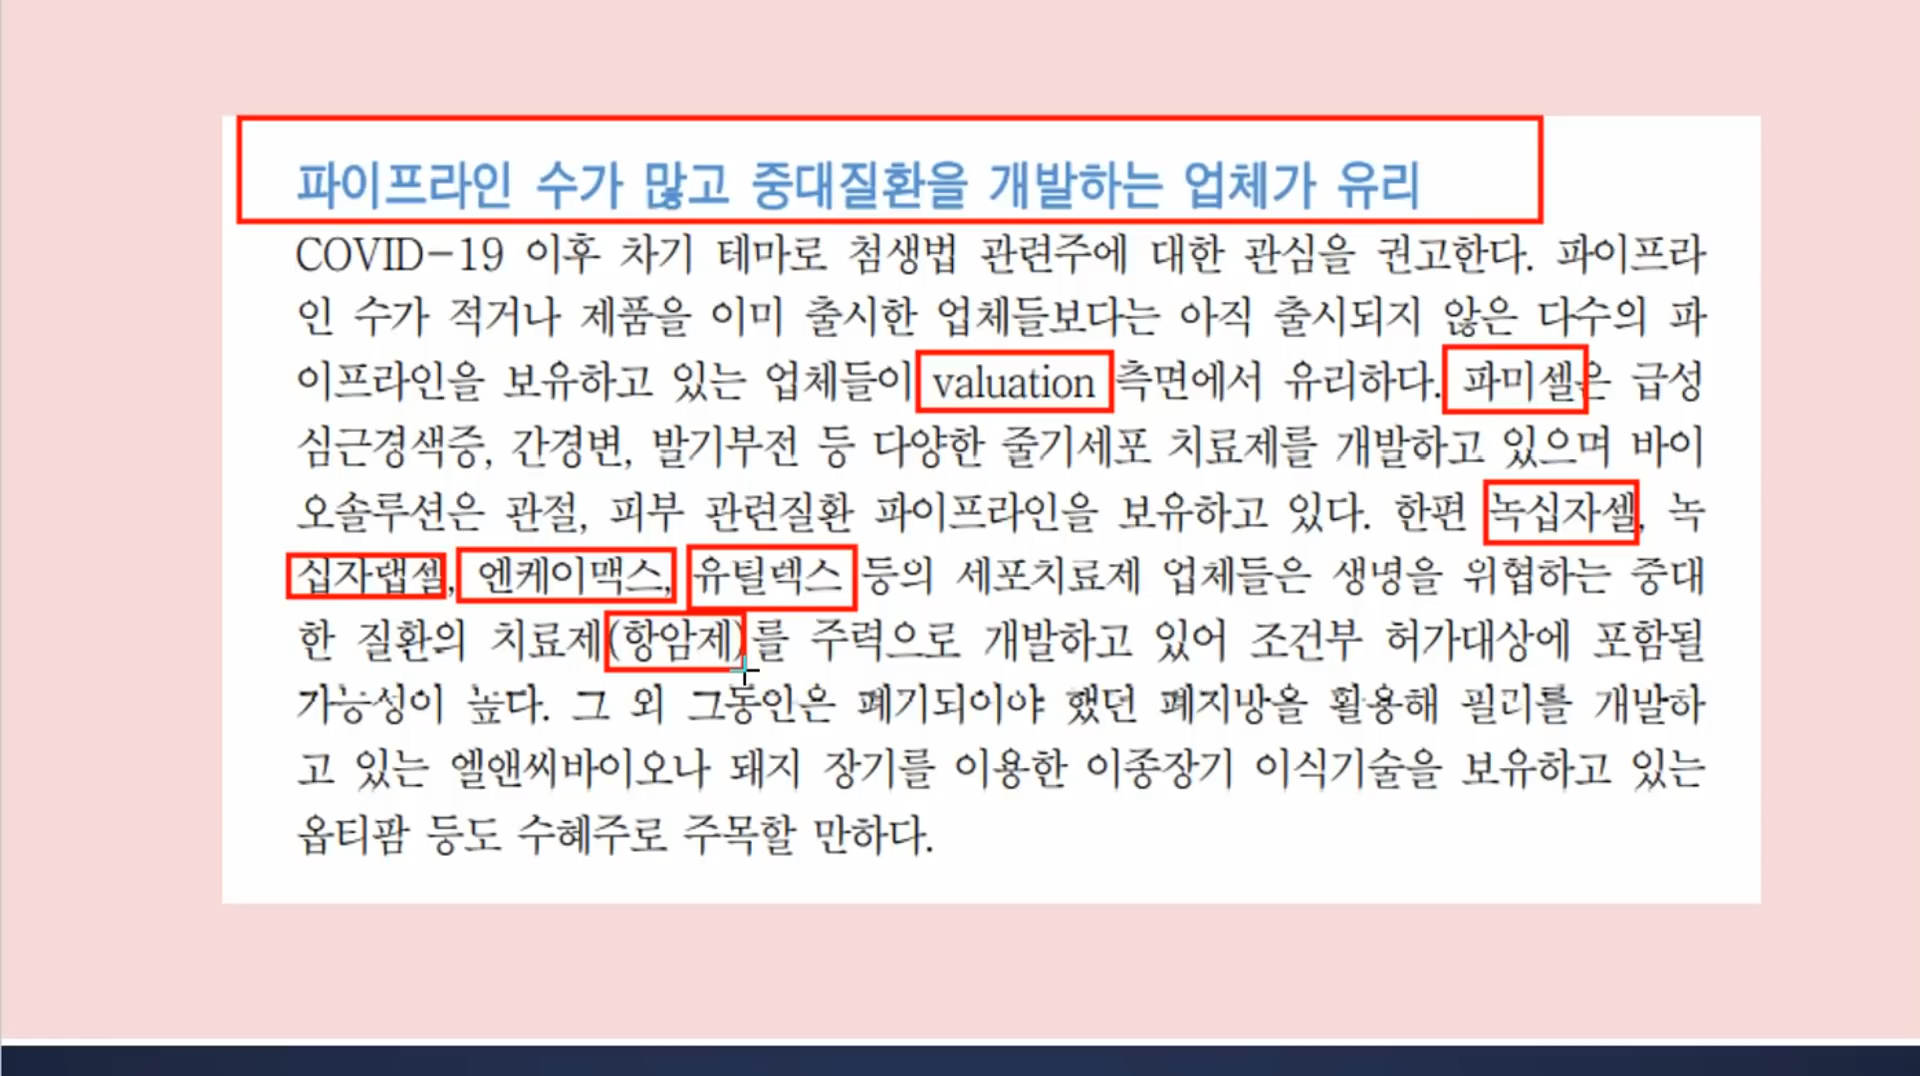 파이프라인 수가 많고 중대질환을 개발하는 업체가 유리
COVID-19 이후 차기 테마로 첨생법 관련주에 대한 관심을 권고한다. 파이프라
인 수가 적거나 제품을 이미 출시한 업체들보다는 아직 출시되지 않은 다수의 파
이프라인을 보유하고 있는 업체들이 valuation 측면에서 유리하다. 파미셀은 급성
심근경색증, 간경변, 발기부전 등 다양한 줄기세포 치료제를 개발하고 있으며 바이
오솔루션은 관절, 피부 관련질환 파이프라인을 보유하고 있다. 한편 녹십자셀, 녹
십자랩셀, 엔케이맥스, 유틸렉스 등의 세포치료제 업체들은 생명을 위협하는 중대
한 질환의 치료제(항암제)를 주력으로 개발하고 있어 조건부 허가대상에 포함될
가능성이 높다. 그 외 그동안은 폐기되어야 했던 폐지방을 활용해 필러를 개발하
고 있는 엘앤씨바이오나 돼지 장기를 이용한 이종장기 이식기술을 보유하고 있는
옵티팜 등도 수혜주로 주목할 만하다.